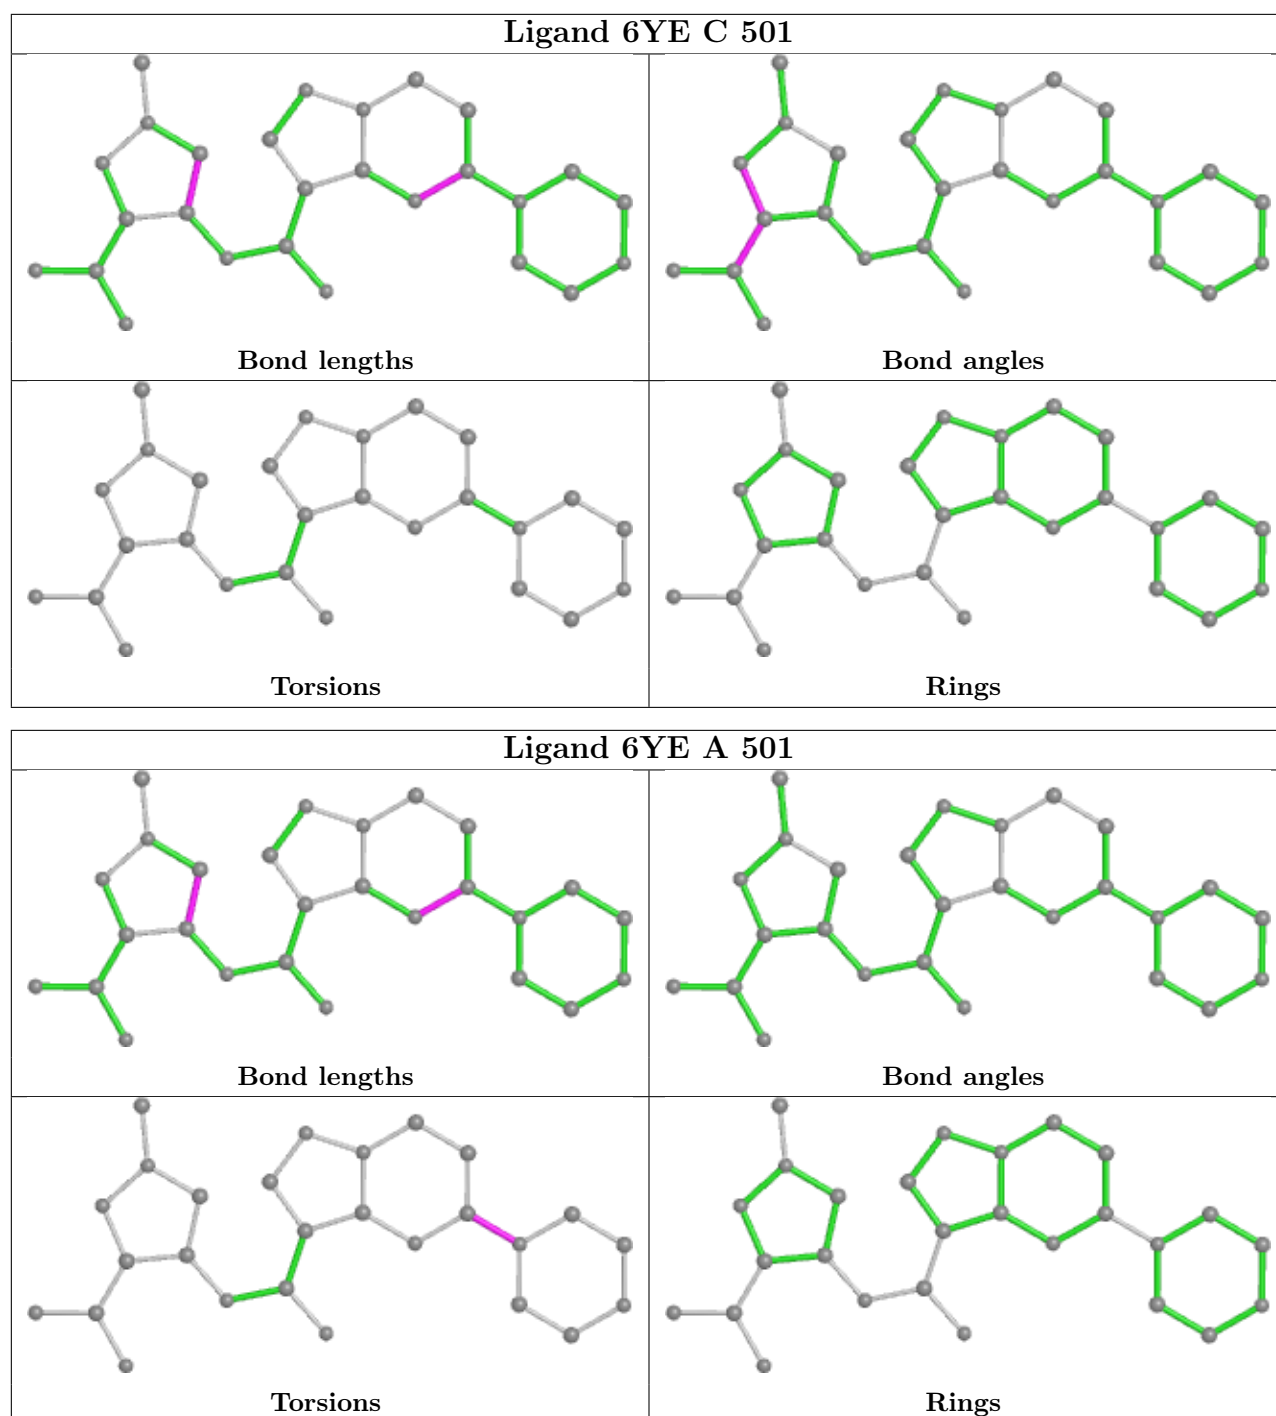 Ligand 6YE C 501
Bond lengths
Bond angles
Torsions
Rings
Ligand 6YE A 501
Bond lengths
Bond angles
Torsions
Rings